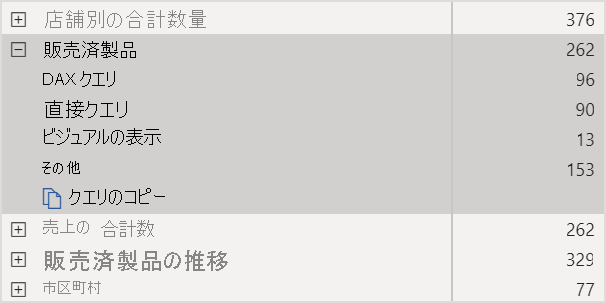 店舗別の合計数量 376
販売済製品 262
DAX クエリ 96
直接クエリ 90
ビジュアルの表示 13
その他 153
クエリのコピー
売上の 合計数 262
販売済製品の推移 329
市区町村 77